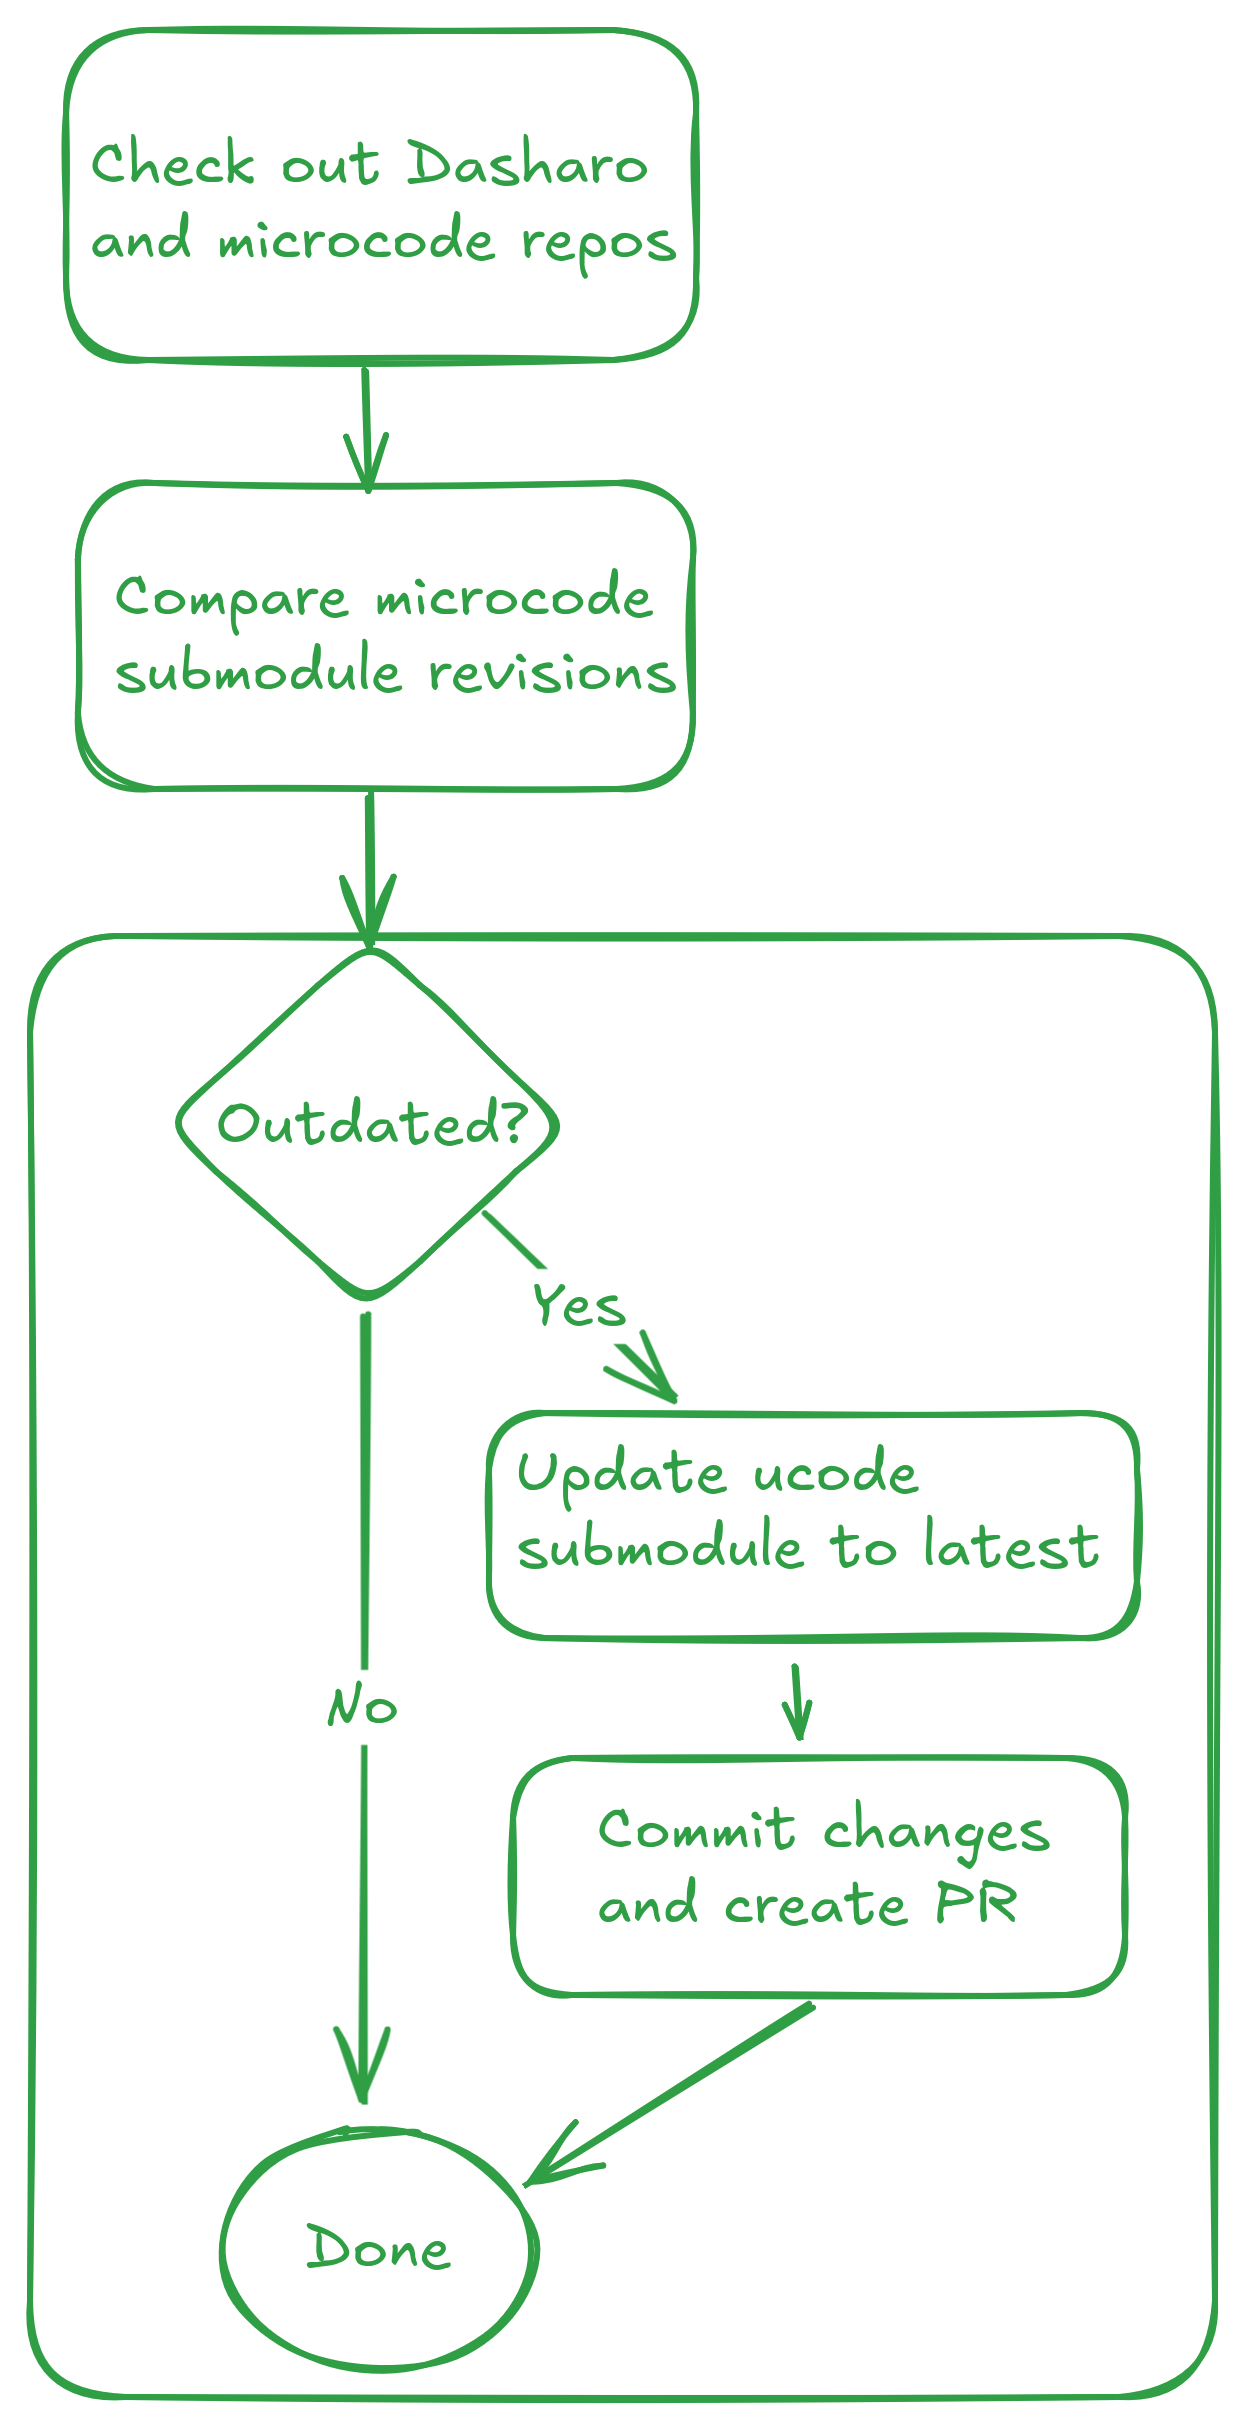 Check out Dasharo
and microcode repos
Compare microcode
submodule revisions
Outdated?
Yes
Update ucode
submodule to latest
No
Commit changes
and create PR
Done